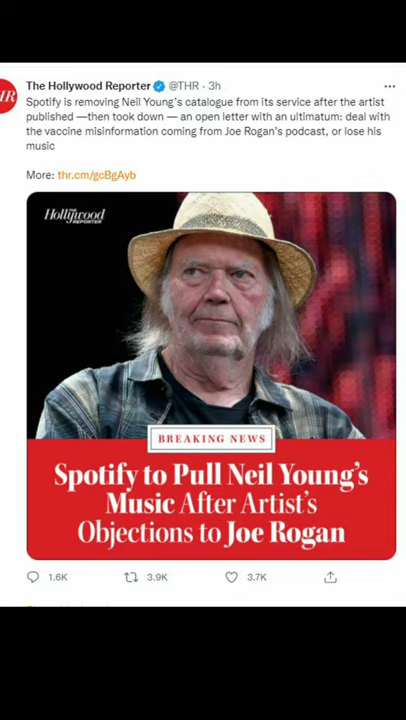 HR
The Hollywood Reporter @THR · 3h
Spotify is removing Neil Young's catalogue from its service after the artist
published —then took down — an open letter with an ultimatum: deal with
the vaccine misinformation coming from Joe Rogan's podcast, or lose his
music
More: thr.cm/gcBgAyb
THE
Hollywood
REPORTER
BREAKING NEWS
Spotify to Pull Neil Young's
Music After Artist's
Objections to Joe Rogan
1.6K 3.9K 3.7K